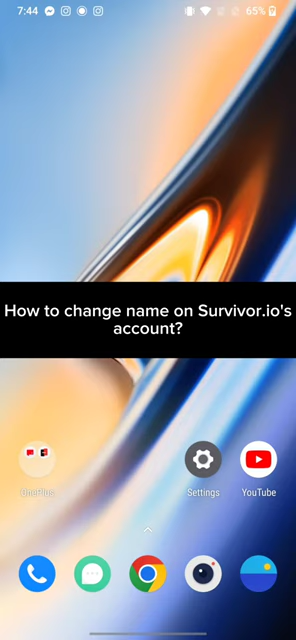 7:44
65%
How to change name on Survivor.io's
account?
OnePlus
Settings
YouTube